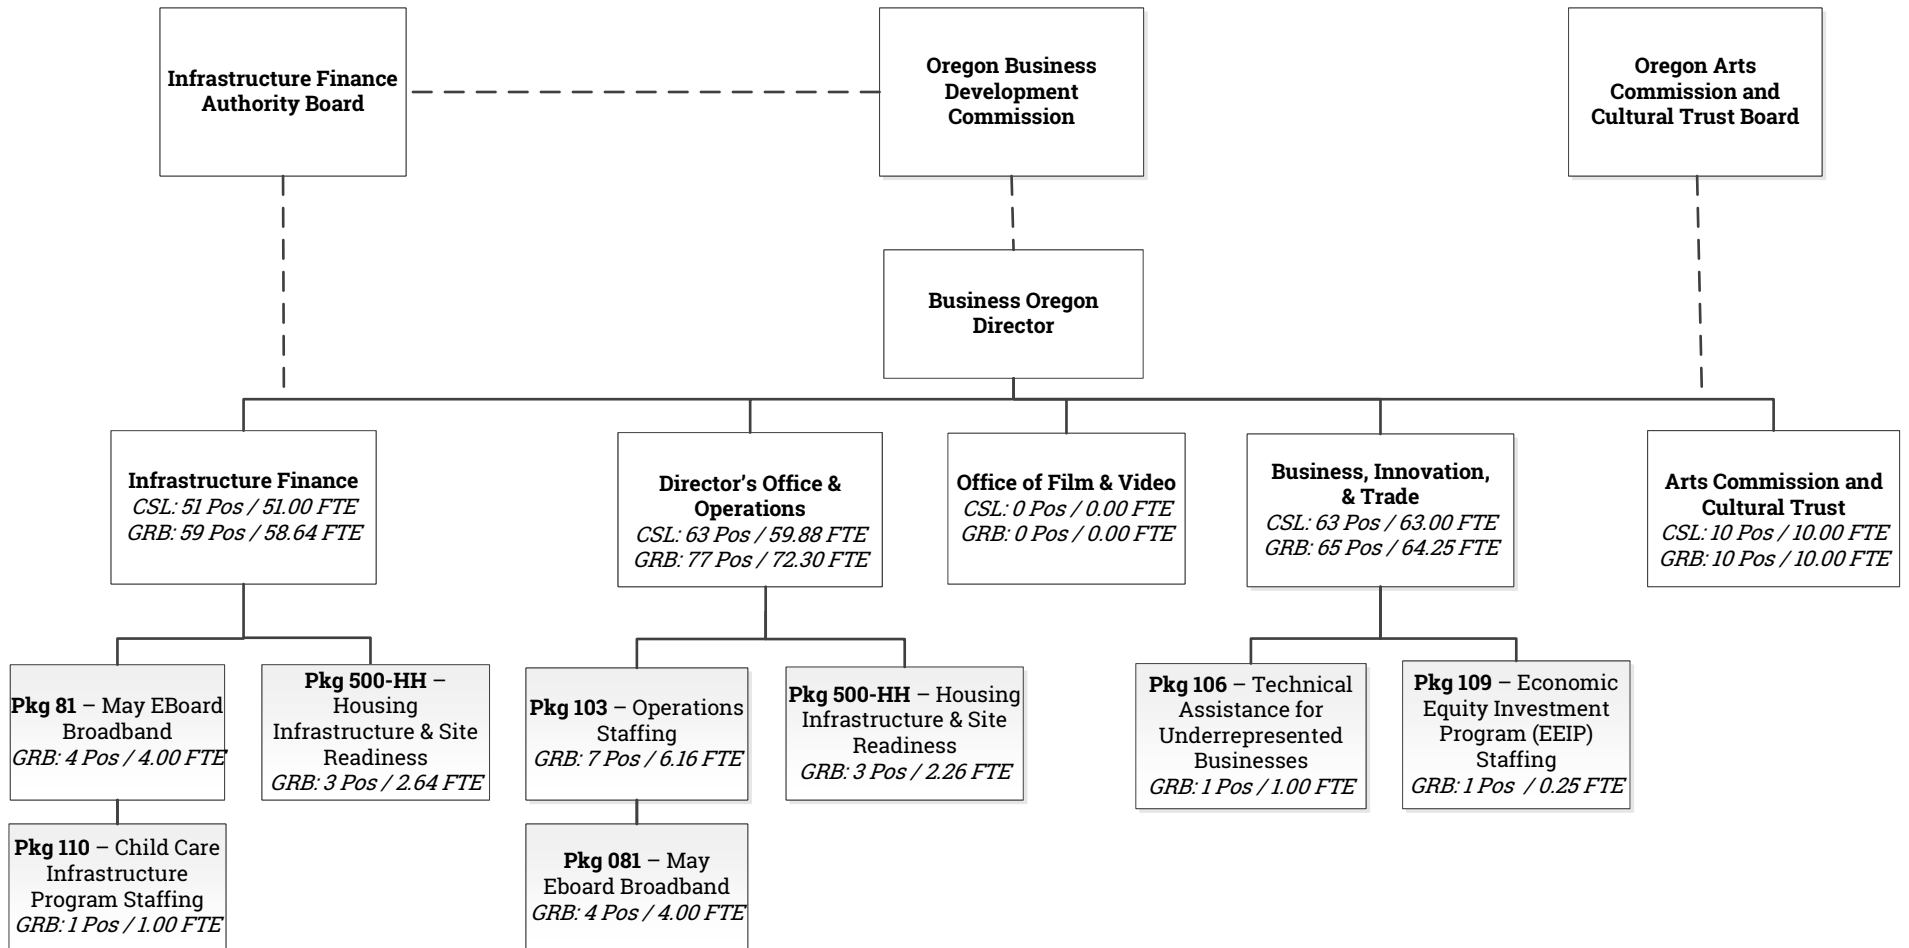 Infrastructure Finance
Authority Board
Oregon Business
Development
Commission
Oregon Arts
Commission and
Cultural Trust Board
Business Oregon
Director
Infrastructure Finance
CSL: 51 Pos / 51.00 FTE
GRB: 59 Pos / 58.64 FTE
Director’s Office &
Operations
CSL: 63 Pos / 59.88 FTE
GRB: 77 Pos / 72.30 FTE
Office of Film & Video
CSL: 0 Pos / 0.00 FTE
GRB: 0 Pos / 0.00 FTE
Business, Innovation,
& Trade
CSL: 63 Pos / 63.00 FTE
GRB: 65 Pos / 64.25 FTE
Arts Commission and
Cultural Trust
CSL: 10 Pos / 10.00 FTE
GRB: 10 Pos / 10.00 FTE
Pkg 81 – May EBoard
Broadband
GRB: 4 Pos / 4.00 FTE
Pkg 500-HH –
Housing
Infrastructure & Site
Readiness
GRB: 3 Pos / 2.64 FTE
Pkg 103 – Operations
Staffing
GRB: 7 Pos / 6.16 FTE
Pkg 500-HH – Housing
Infrastructure & Site
Readiness
GRB: 3 Pos / 2.26 FTE
Pkg 106 – Technical
Assistance for
Underrepresented
Businesses
GRB: 1 Pos / 1.00 FTE
Pkg 109 – Economic
Equity Investment
Program (EEIP)
Staffing
GRB: 1 Pos / 0.25 FTE
Pkg 110 – Child Care
Infrastructure
Program Staffing
GRB: 1 Pos / 1.00 FTE
Pkg 081 – May
Eboard Broadband
GRB: 4 Pos / 4.00 FTE